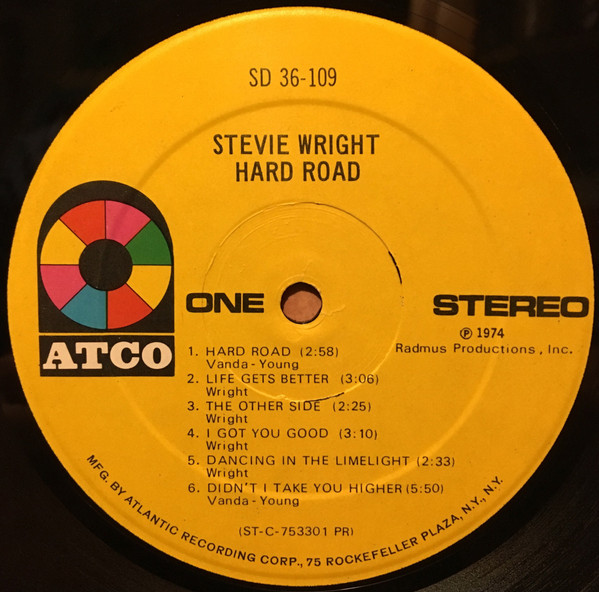 SD 36-109
STEVIE WRIGHT
HARD ROAD
ATCO
ONE
STEREO
Ⓟ 1974
Radmus Productions, Inc.
1. HARD ROAD (2:58)
Vanda-Young
2. LIFE GETS BETTER (3:06)
Wright
3. THE OTHER SIDE (2:25)
Wright
4. I GOT YOU GOOD (3:10)
Wright
5. DANCING IN THE LIMELIGHT (2:33)
Wright
6. DIDN'T I TAKE YOU HIGHER (5:50)
Vanda-Young
(ST-C-753301 PR)
MFG. BY ATLANTIC RECORDING CORP., 75 ROCKEFELLER PLAZA, N.Y., N.Y.